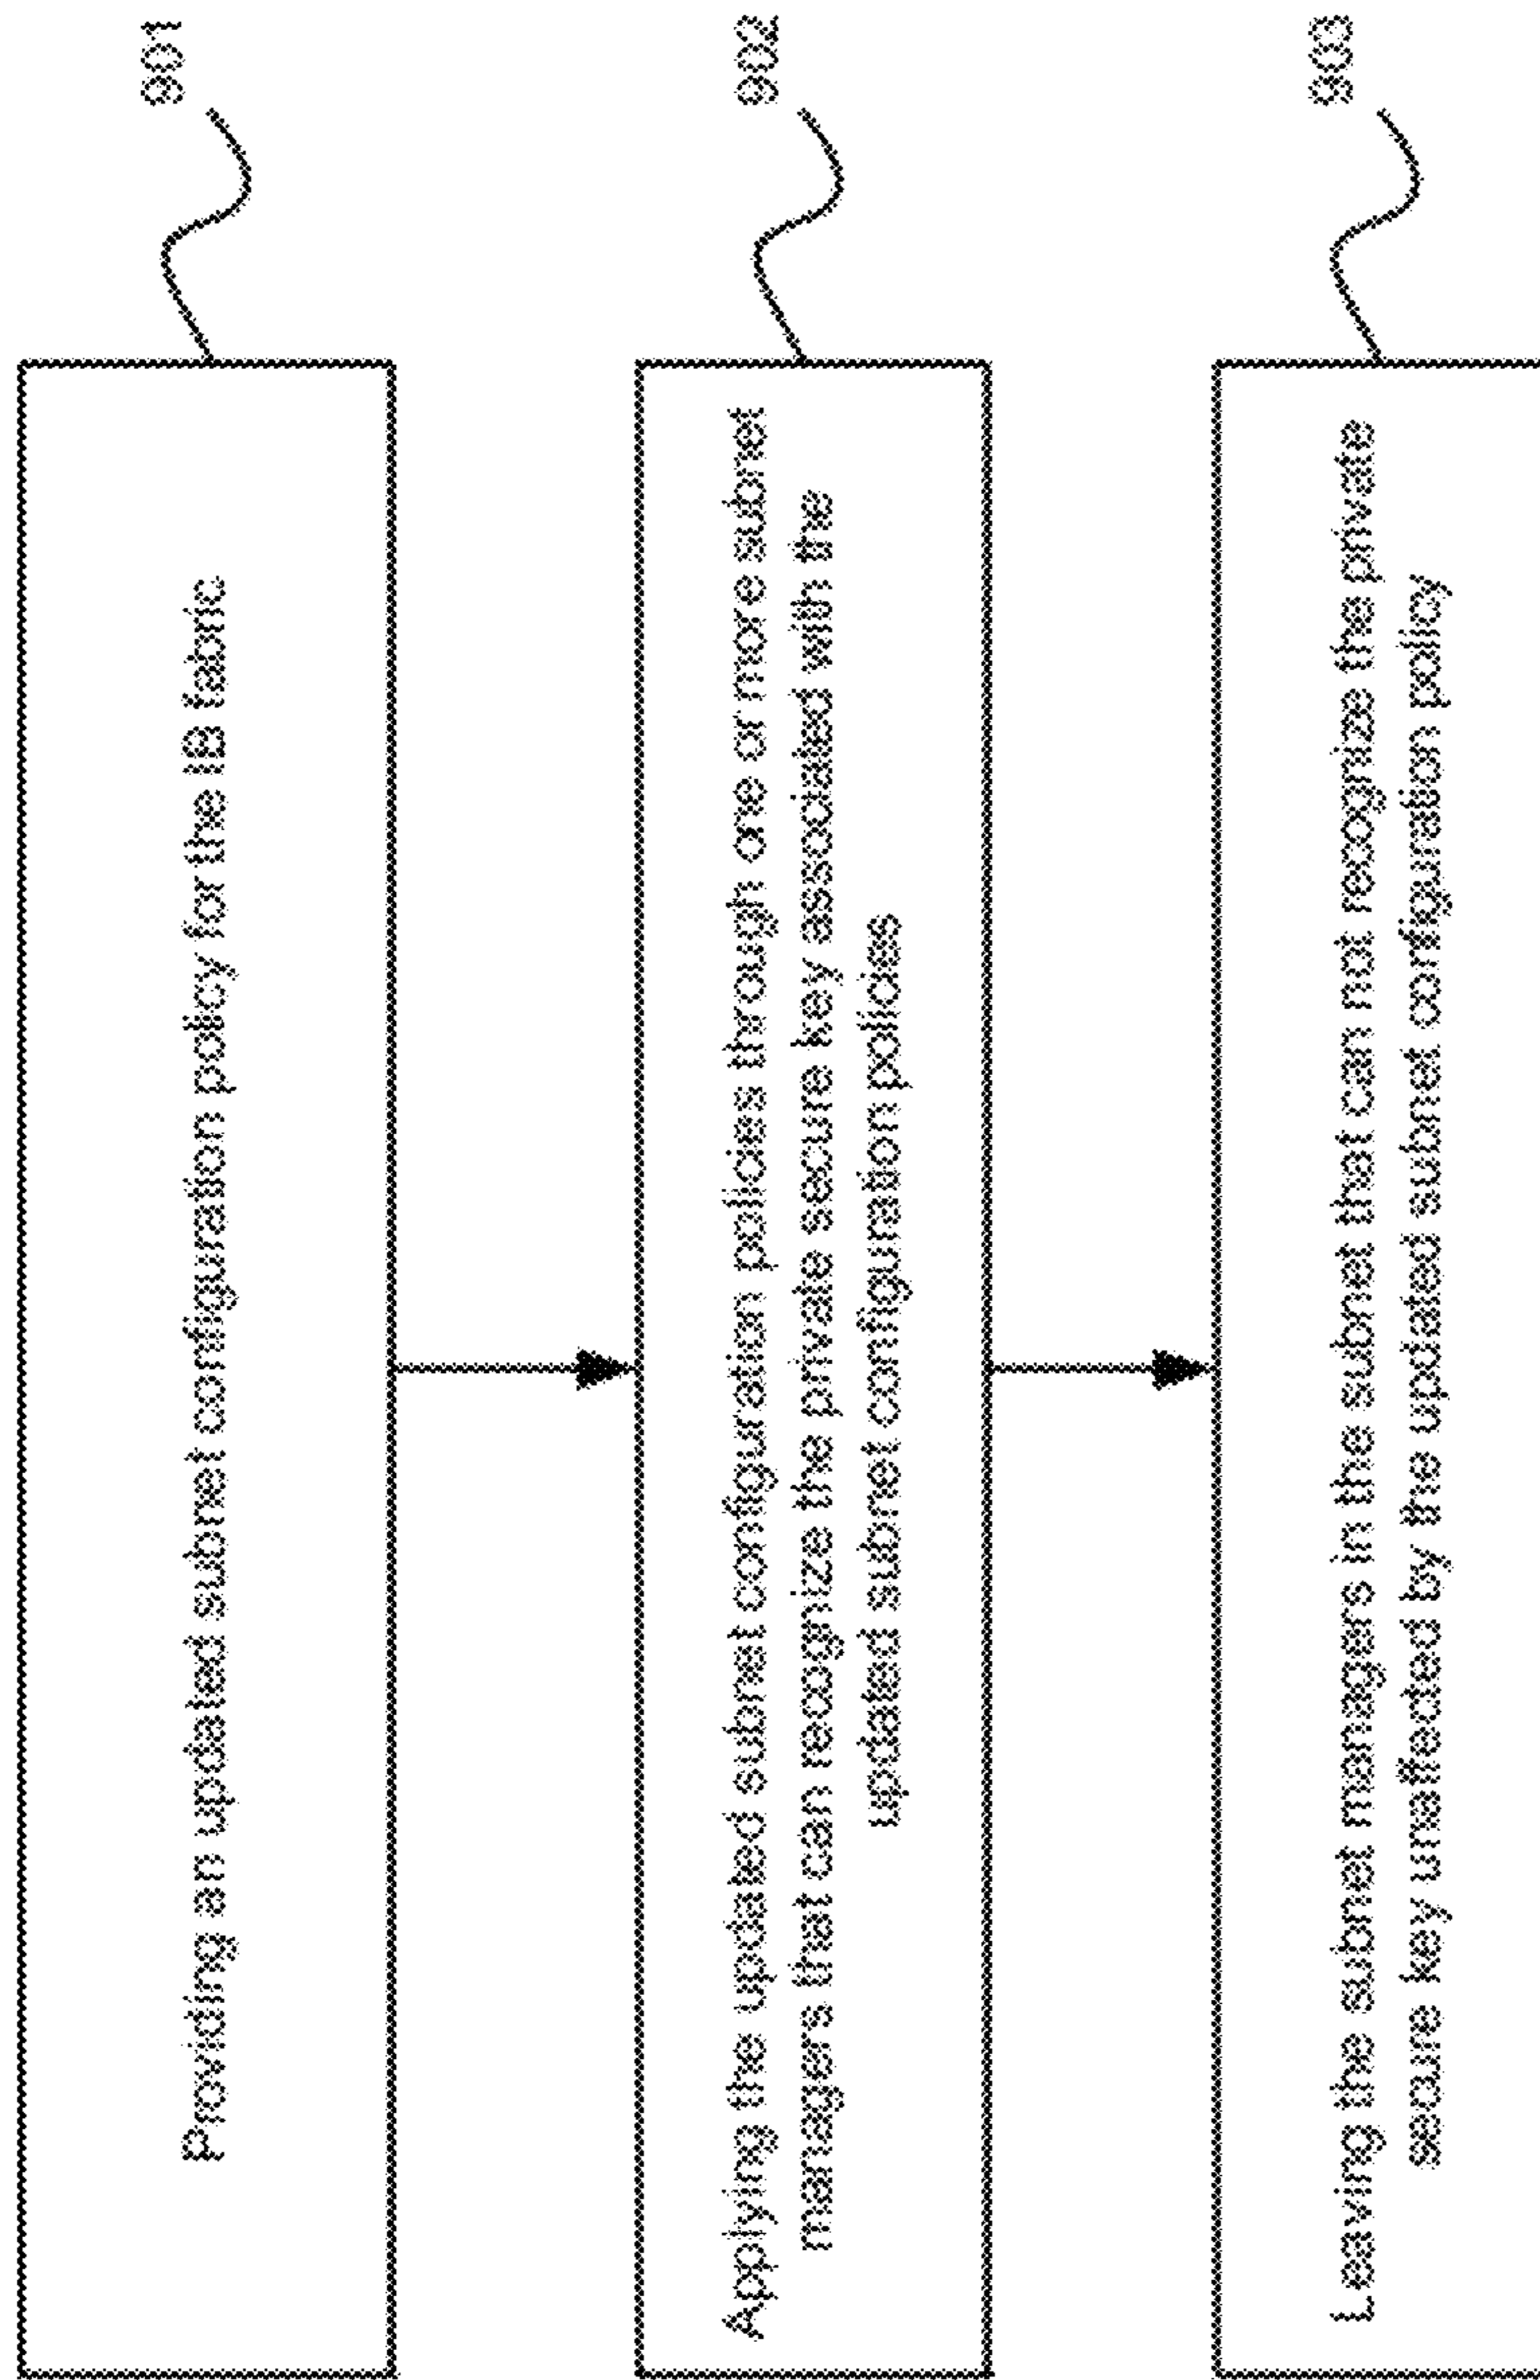 901
Providing an updated subnet configuration policy for the IB fabric
902
Applying the updated subnet configuration policies through one or more subnet
managers that can recognize the private secure key associated with the
updated subnet configuration policies
903
Leaving the subnet managers in the subnet that can not recognize the private
secure key unaffected by the updated subnet configuration policy